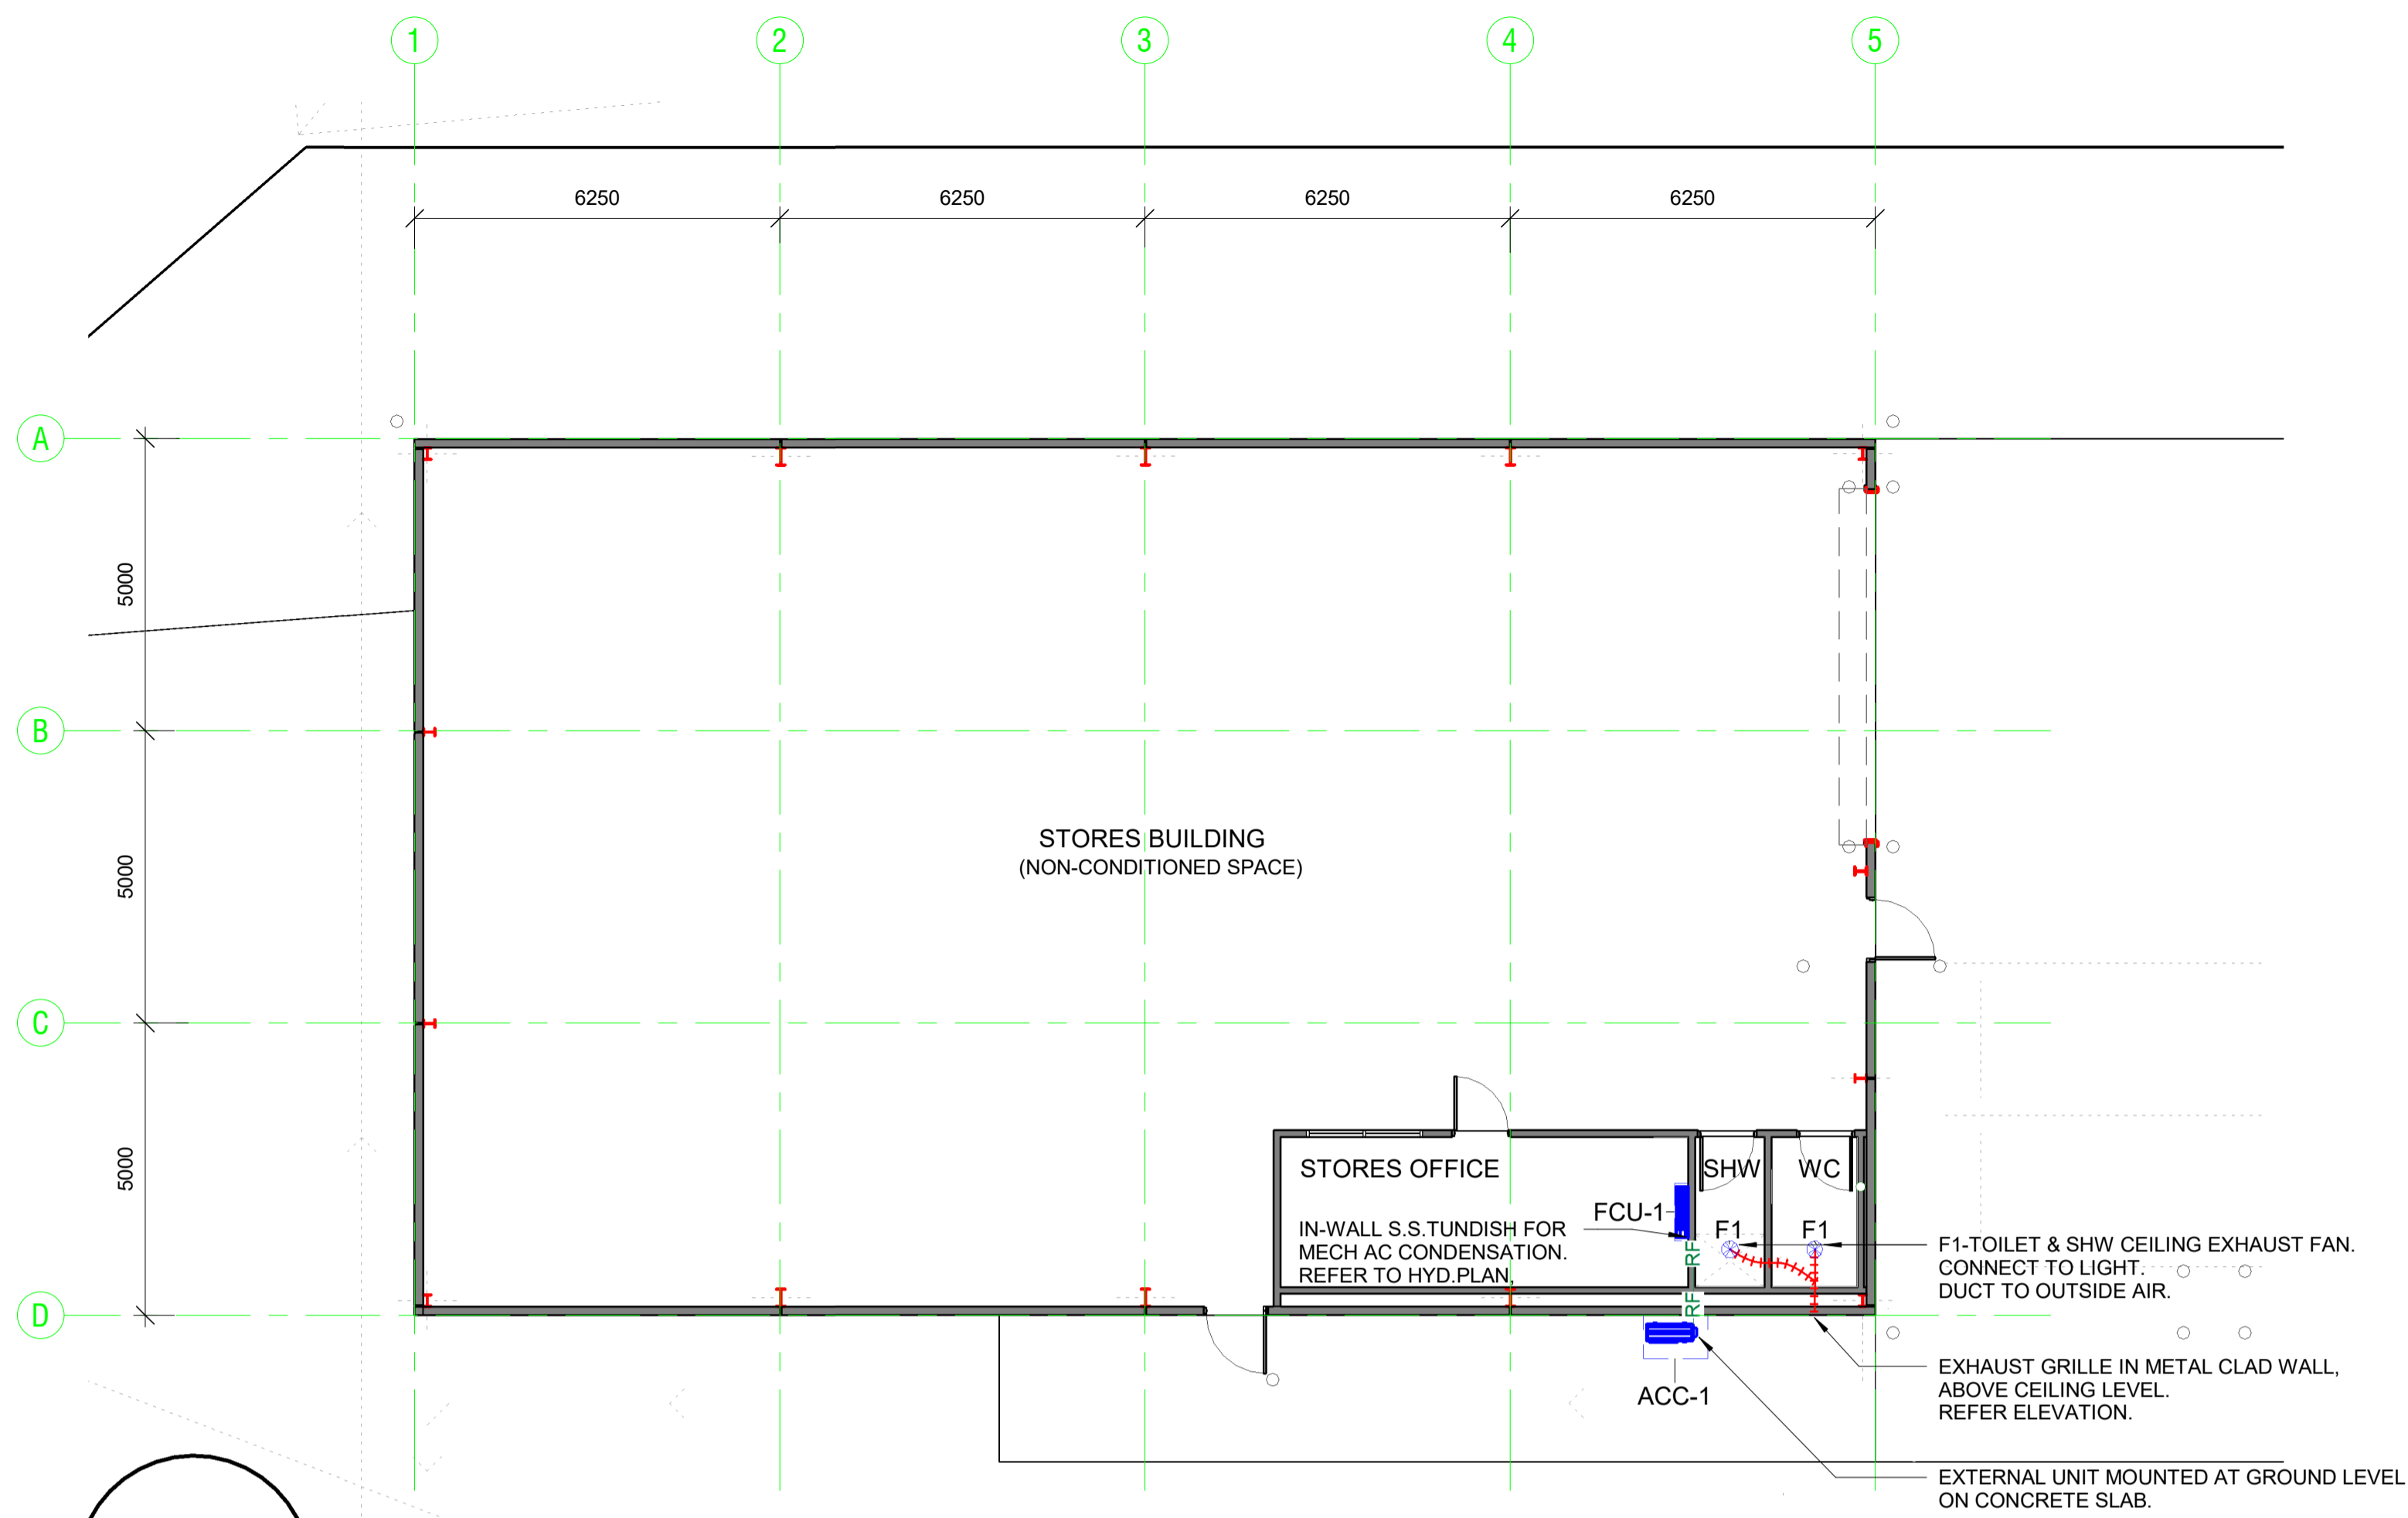 1
2
3
4
5
6250
6250
6250
6250
A
B
C
D
5000
5000
5000
STORES BUILDING
(NON-CONDITIONED SPACE)
STORES OFFICE
SHW
WC
FCU-1
IN-WALL S.S.TUNDISH FOR
MECH AC CONDENSATION.
REFER TO HYD.PLAN,
F1
F1
RF
RF
F1-TOILET & SHW CEILING EXHAUST FAN.
CONNECT TO LIGHT.
DUCT TO OUTSIDE AIR.
ACC-1
EXHAUST GRILLE IN METAL CLAD WALL,
ABOVE CEILING LEVEL.
REFER ELEVATION.
EXTERNAL UNIT MOUNTED AT GROUND LEVEL
ON CONCRETE SLAB.